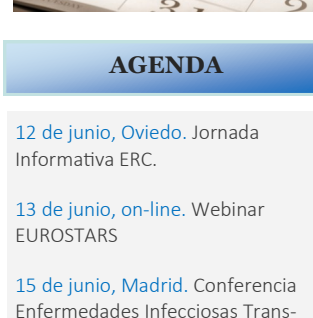 AGENDA
12 de junio, Oviedo. Jornada
Informativa ERC.
13 de junio, on-line. Webinar
EUROSTARS
15 de junio, Madrid. Conferencia
Enfermedades Infecciosas Trans-